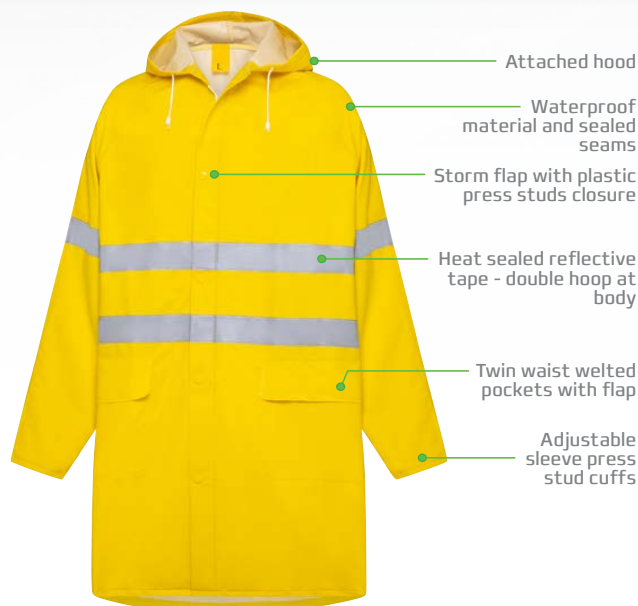 L
Attached hood
Waterproof
material and sealed
seams
Storm flap with plastic
press studs closure
Heat sealed reflective
tape - double hoop at
body
Twin waist welted
pockets with flap
Adjustable
sleeve press
stud cuffs